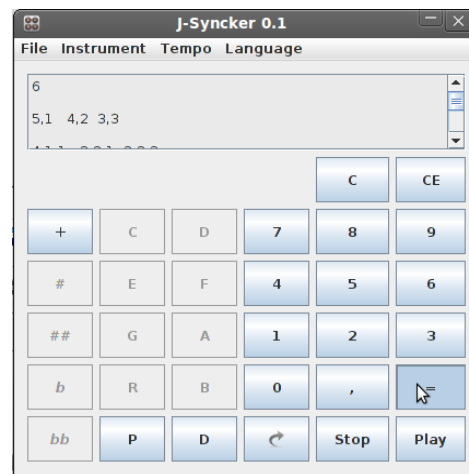 J-Syncker 0.1
File Instrument Tempo Language
6
5,1 4,2 3,3
C CE
+ C D 7 8 9
# E F 4 5 6
## G A 1 2 3
b R B 0 , =
bb P D Stop Play